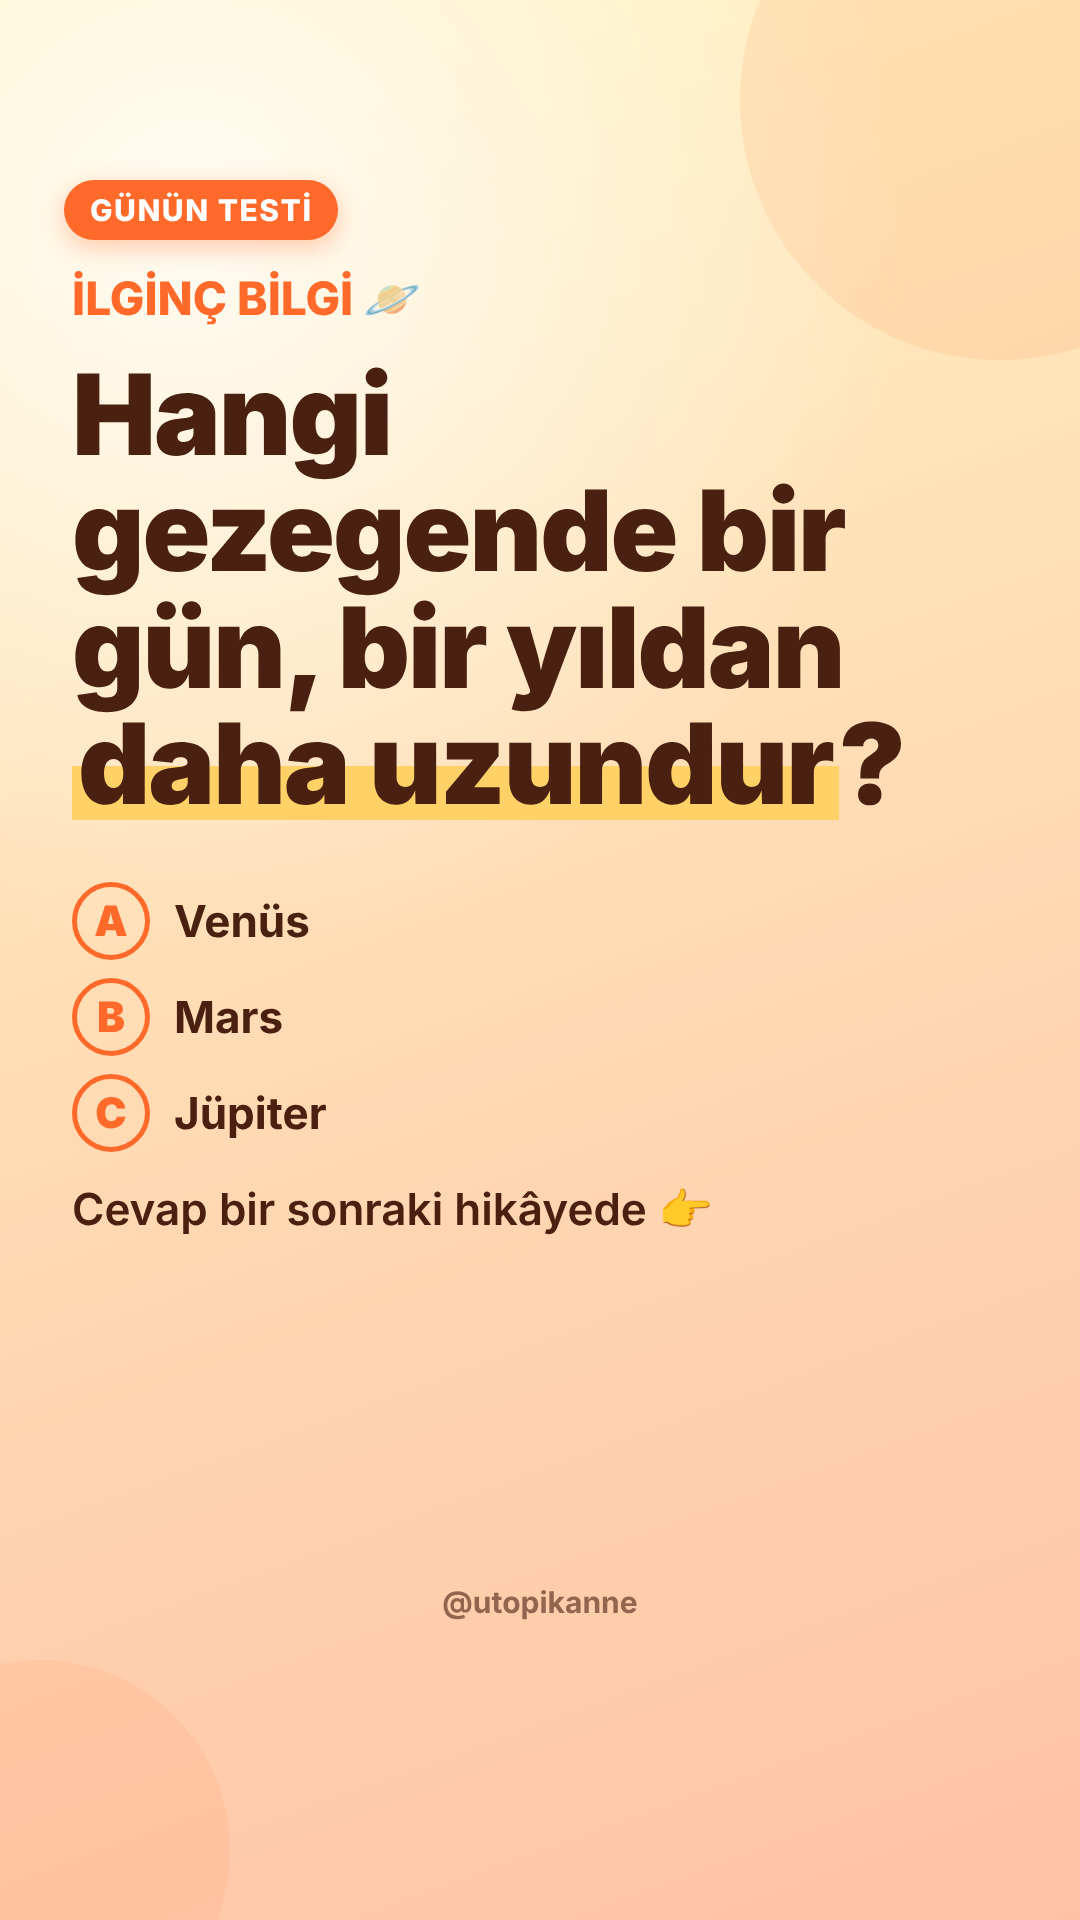 GÜNÜN TESTİ
İLGİNÇ BİLGİ 🪐
Hangi
gezegende bir
gün, bir yıldan
daha uzundur?
A Venüs
B Mars
C Jüpiter
Cevap bir sonraki hikâyede 👉
@utopikanne